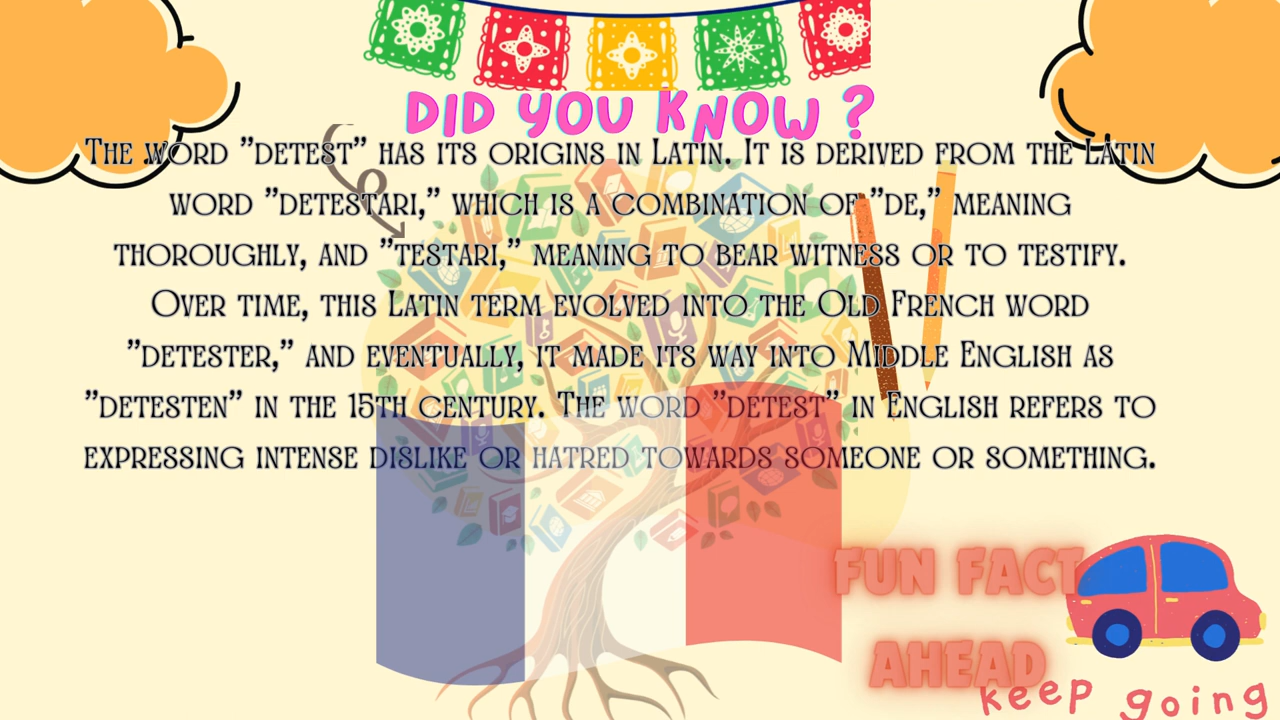 DID YOU KNOW ?
The word "detest" has its origins in Latin. It is derived from the Latin
word "detestari," which is a combination of "de," meaning
thoroughly, and "testari," meaning to bear witness or to testify.
Over time, this Latin term evolved into the Old French word
"detester," and eventually, it made its way into Middle English as
"detesten" in the 15th century. The word "detest" in English refers to
expressing intense dislike or hatred towards someone or something.
FUN FACT
AHEAD
keep going